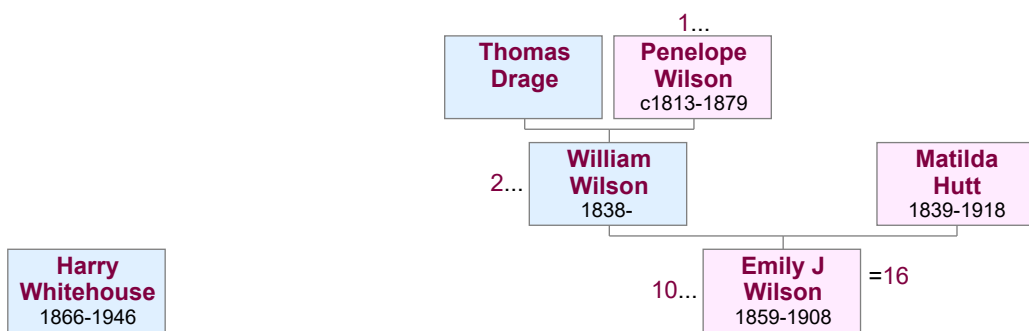 1...
Thomas
Drage
Penelope
Wilson
c1813-1879
2...
William
Wilson
1838-
Matilda
Hutt
1839-1918
Harry
Whitehouse
1866-1946
10...
Emily J
Wilson
1859-1908
=16